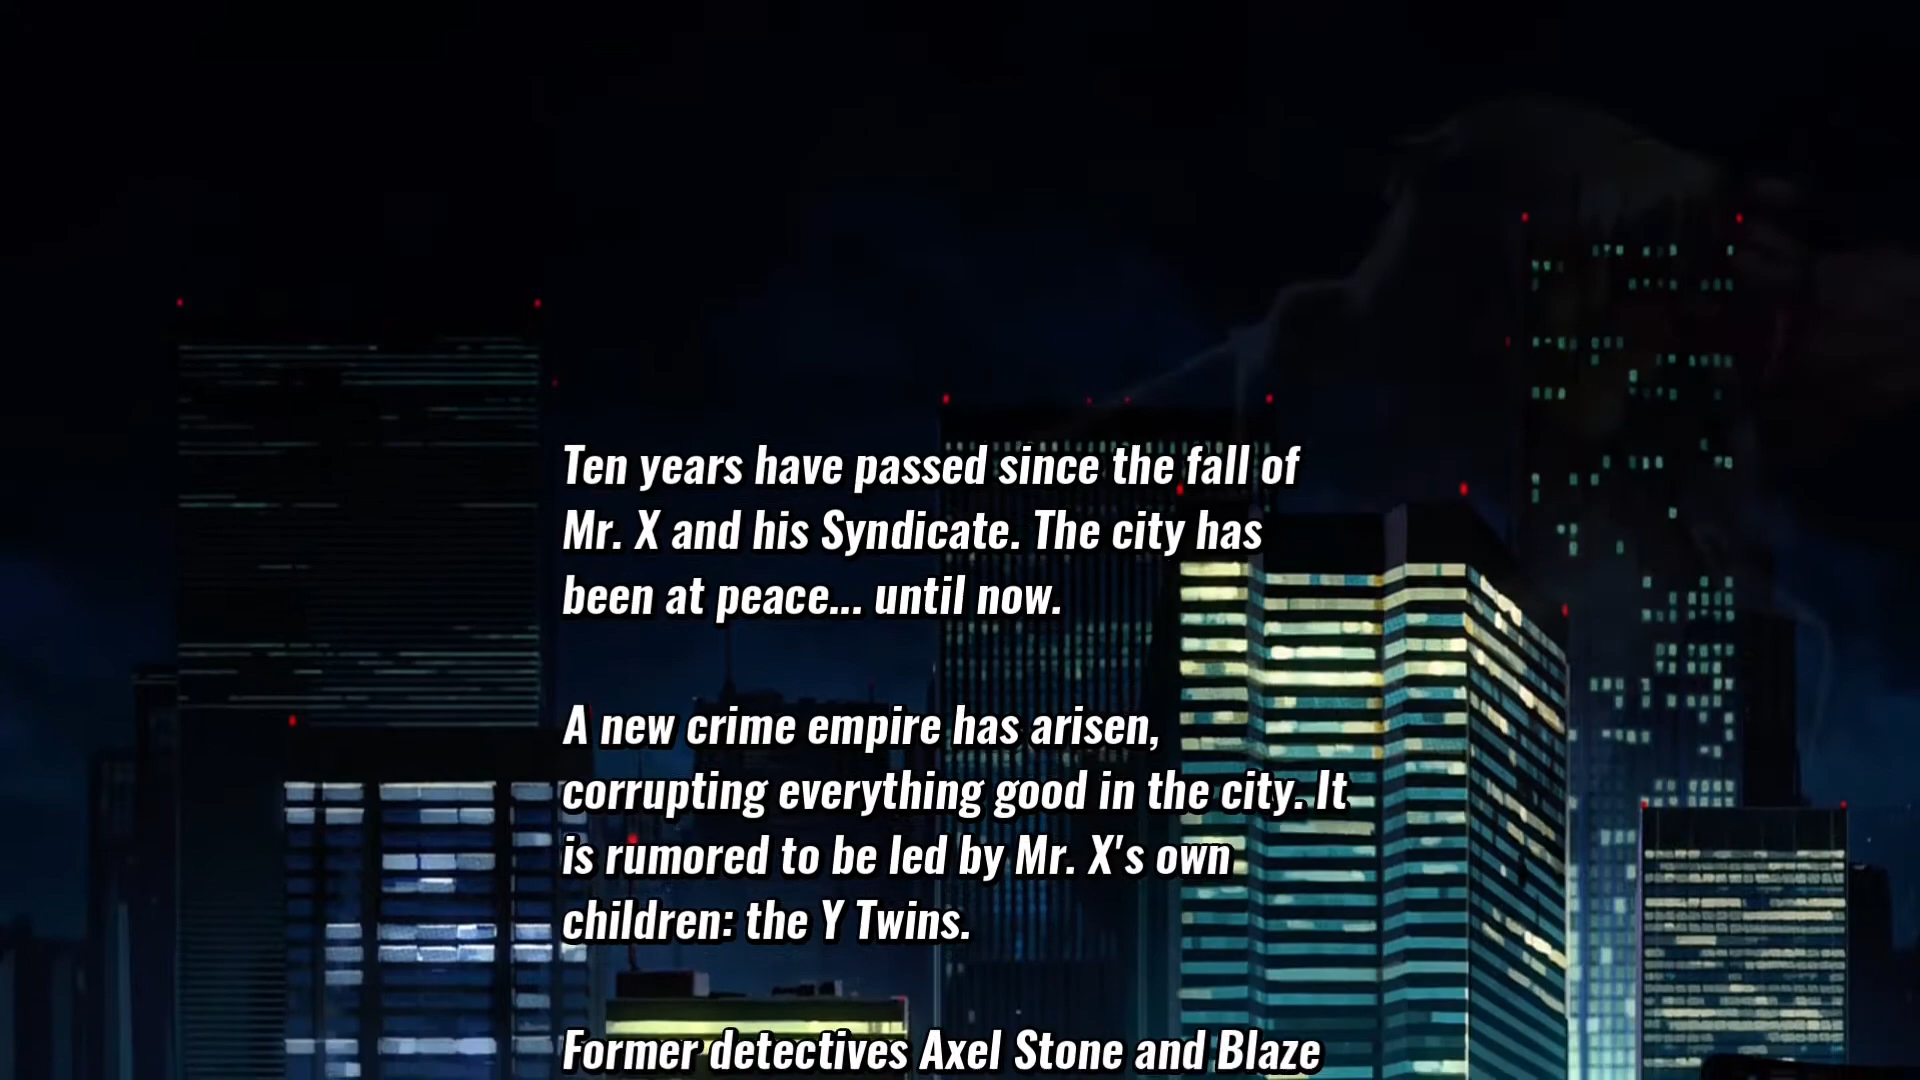 Ten years have passed since the fall of
Mr. X and his Syndicate. The city has
been at peace... until now.
A new crime empire has arisen,
corrupting everything good in the city. It
is rumored to be led by Mr. X's own
children: the Y Twins.
Former detectives Axel Stone and Blaze